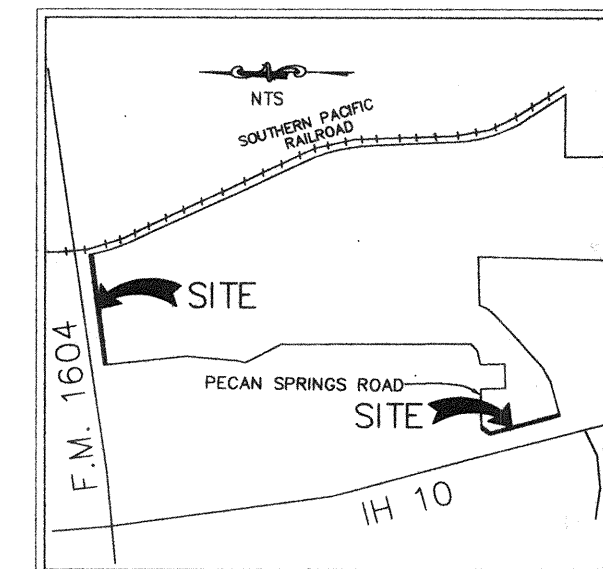 NTS
SOUTHERN PACIFIC
RAILROAD
SITE
F.M. 1604
PECAN SPRINGS ROAD
SITE
IH 10